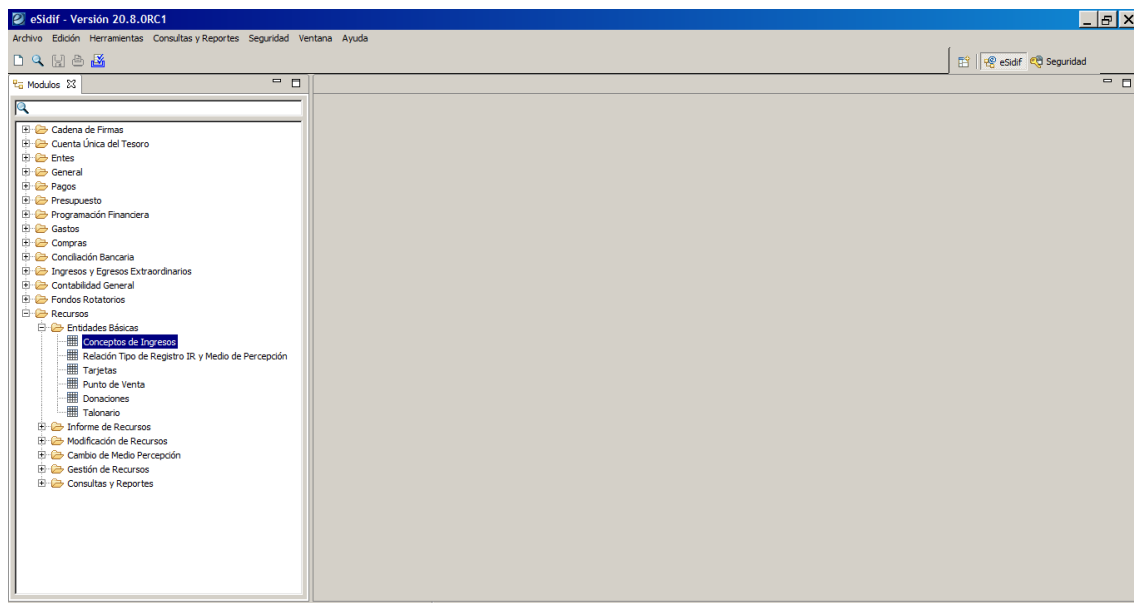 eSidif - Versión 20.8.0RC1
Archivo Edición Herramientas Consultas y Reportes Seguridad Ventana Ayuda
eSidif Seguridad
Modulos
Cadena de Firmas
Cuenta Única del Tesoro
Entes
General
Pagos
Presupuesto
Programación Financiera
Gastos
Compras
Conciliación Bancaria
Ingresos y Egresos Extraordinarios
Contabilidad General
Fondos Rotatorios
Recursos
Entidades Básicas
Conceptos de Ingresos
Relación Tipo de Registro IR y Medio de Percepción
Tarjetas
Punto de Venta
Donaciones
Talonario
Informe de Recursos
Modificación de Recursos
Cambio de Medio Percepción
Gestión de Recursos
Consultas y Reportes